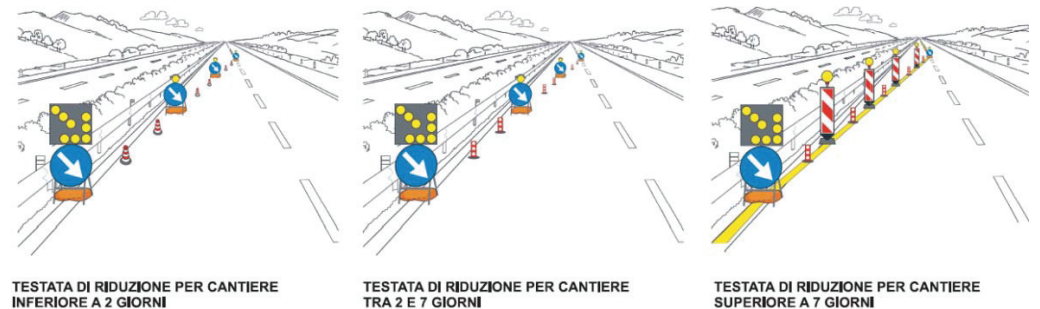 TESTATA DI RIDUZIONE PER CANTIERE
INFERIORE A 2 GIORNI
TESTATA DI RIDUZIONE PER CANTIERE
TRA 2 E 7 GIORNI
TESTATA DI RIDUZIONE PER CANTIERE
SUPERIORE A 7 GIORNI